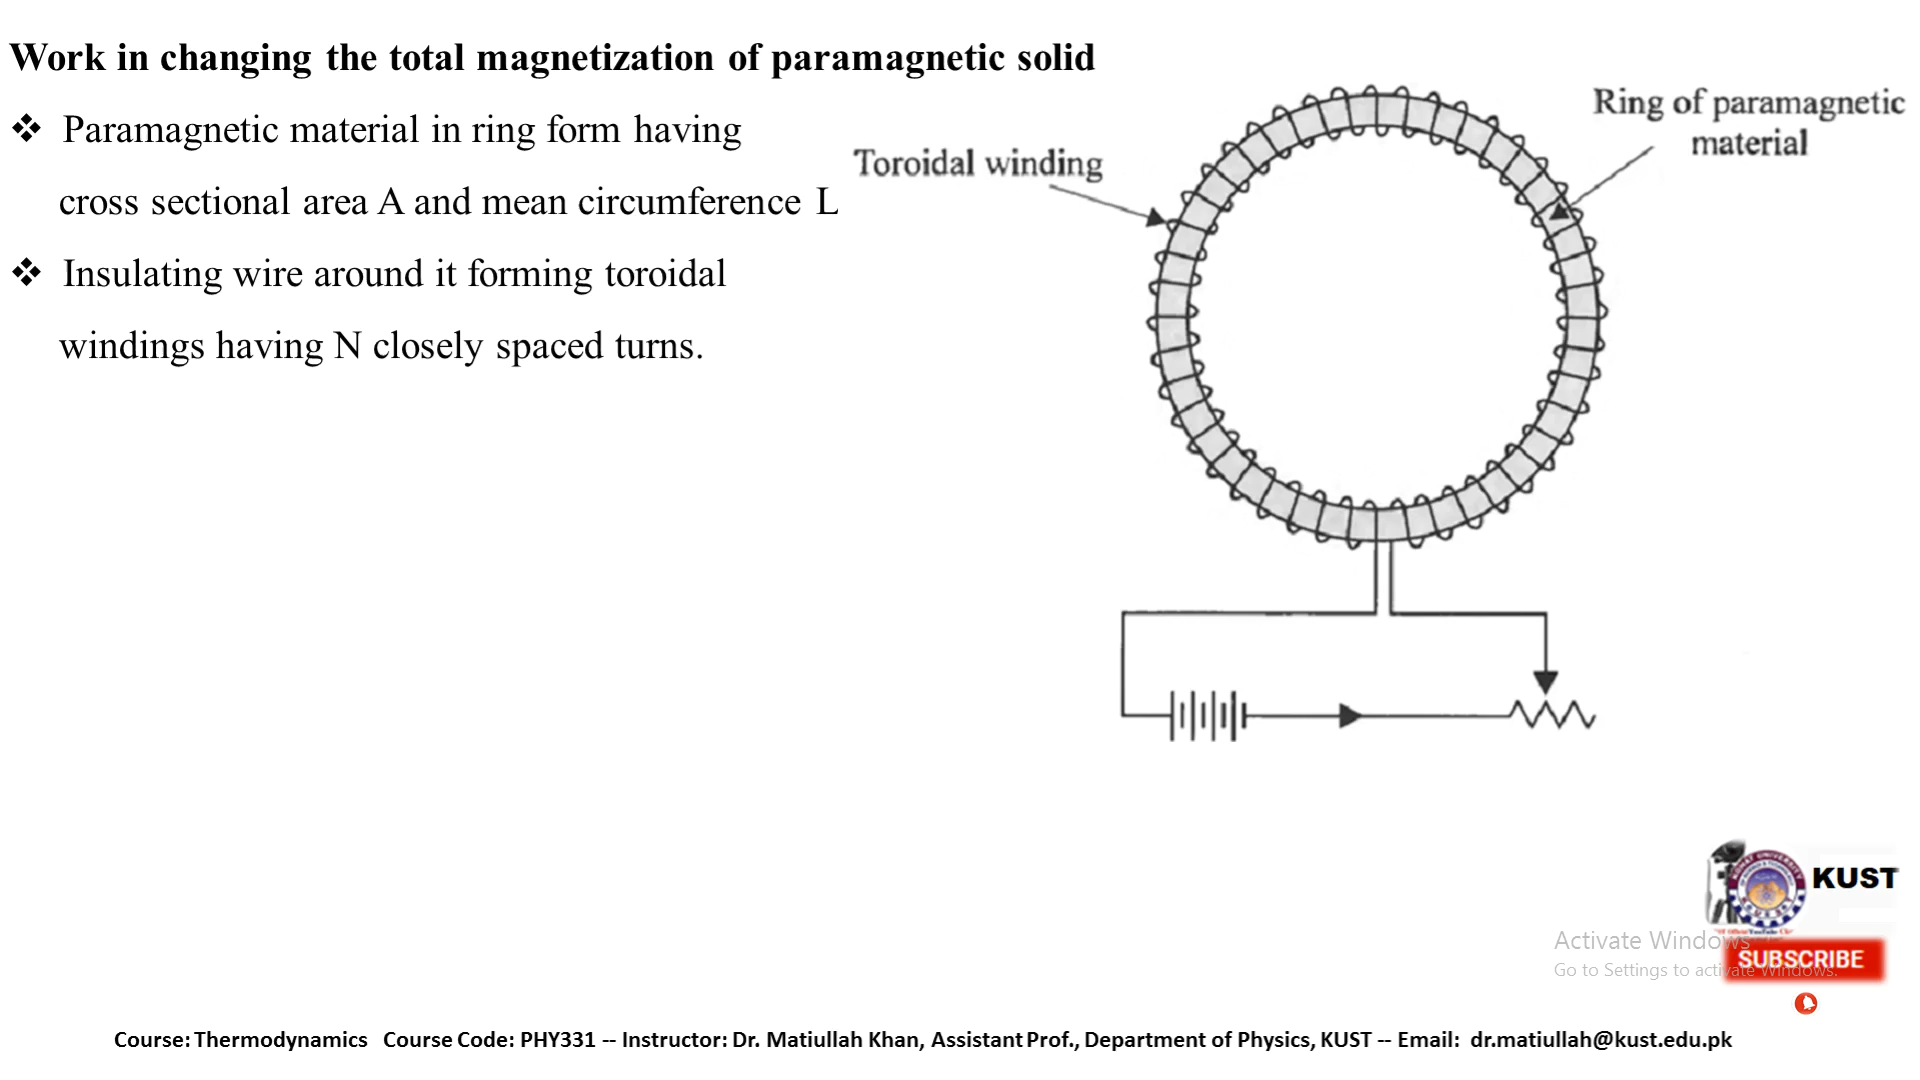 Work in changing the total magnetization of paramagnetic solid
❖ Paramagnetic material in ring form having
cross sectional area A and mean circumference L
❖ Insulating wire around it forming toroidal
windings having N closely spaced turns.
Toroidal winding
Ring of paramagnetic
material
KUST
Activate Windows
SUBSCRIBE
Go to Settings to activate Windows.
Course: Thermodynamics Course Code: PHY331 -- Instructor: Dr. Matiullah Khan, Assistant Prof., Department of Physics, KUST -- Email: dr.matiullah@kust.edu.pk